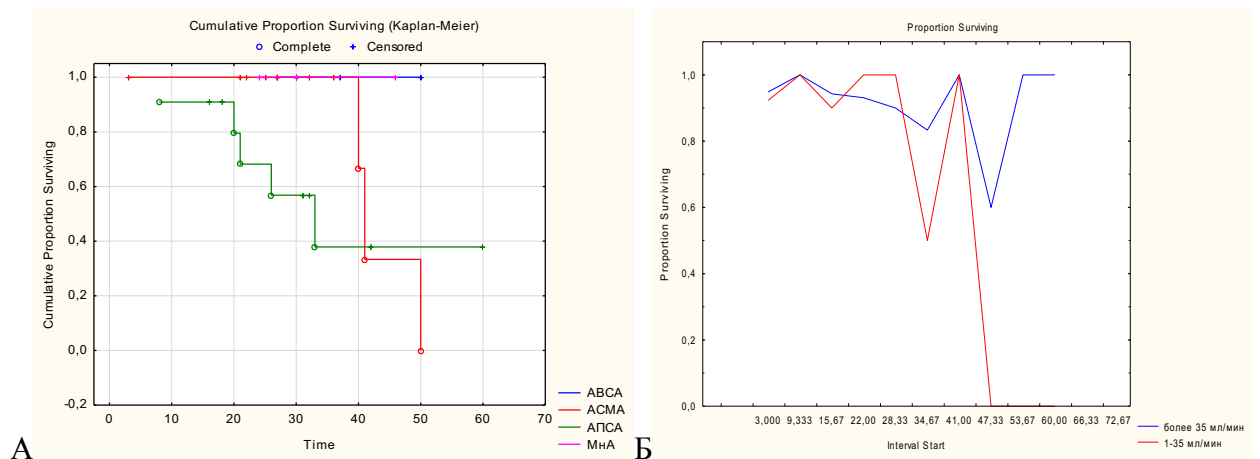 Cumulative Proportion Surviving (Kaplan-Meier)
Complete Censored
Cumulative Proportion Surviving
1,0
0,8
0,6
0,4
0,2
0,0
-0,2
0 10 20 30 40 50 60 70
Time
АВСА
АСМА
АПСА
МнА
А
Proportion Surviving
Proportion Surviving
1,0
0,8
0,6
0,4
0,2
0,0
3,000 9,333 15,67 22,00 28,33 34,67 41,00 47,33 53,67 60,00 66,33 72,67
Interval Start
более 35 мл/мин
1-35 мл/мин
Б